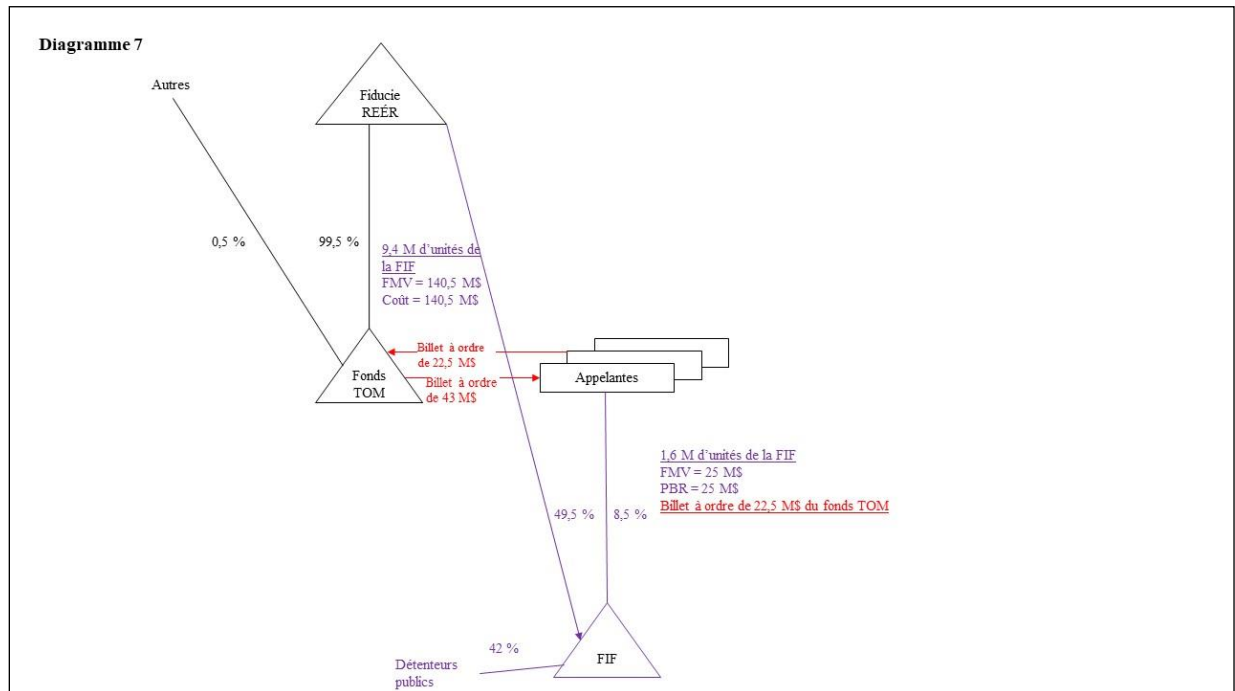 Diagramme 7
Autres
Fiducie
REÉR
0,5 %
99,5 %
9,4 M d’unités de
la FIF
FMV = 140,5 M$
Coût = 140,5 M$
Billet à ordre
de 22,5 M$
Fonds
TOM
Billet à ordre
de 43 M$
Appelantes
1,6 M d’unités de la FIF
FMV = 25 M$
PBR = 25 M$
Billet à ordre de 22,5 M$ du fonds TOM
49,5 %
8,5 %
42 %
FIF
Détenteurs
publics